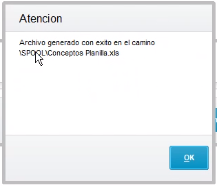 Atencion
Archivo generado con exito en el camino
\SPOOL\Conceptos Planilla.xls
OK